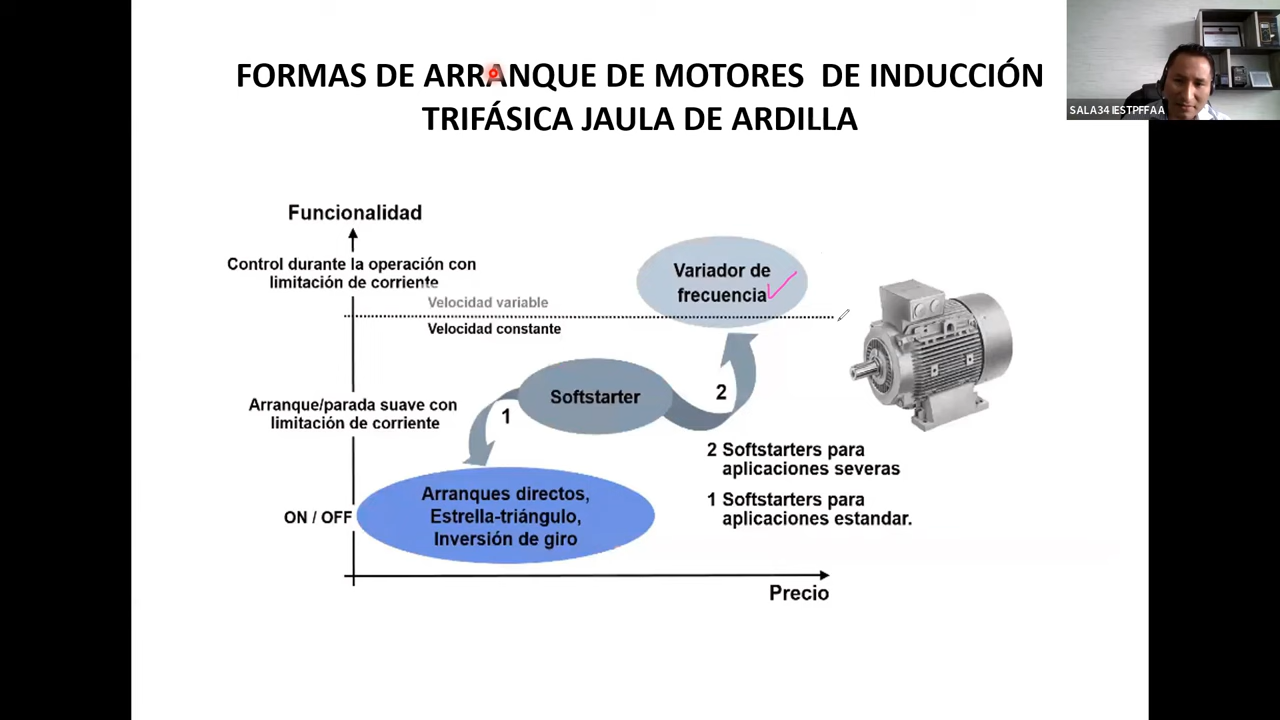 FORMAS DE ARRANQUE DE MOTORES DE INDUCCIÓN
TRIFÁSICA JAULA DE ARDILLA
SALA34 IESTPFFAA
Funcionalidad
Control durante la operación con
limitación de corriente
Velocidad variable
Velocidad constante
Variador de
frecuencia
Softstarter
1
2
Arranque/parada suave con
limitación de corriente
2 Softstarters para
aplicaciones severas
1 Softstarters para
aplicaciones estandar.
Arranques directos,
Estrella-triángulo,
Inversión de giro
ON / OFF
Precio